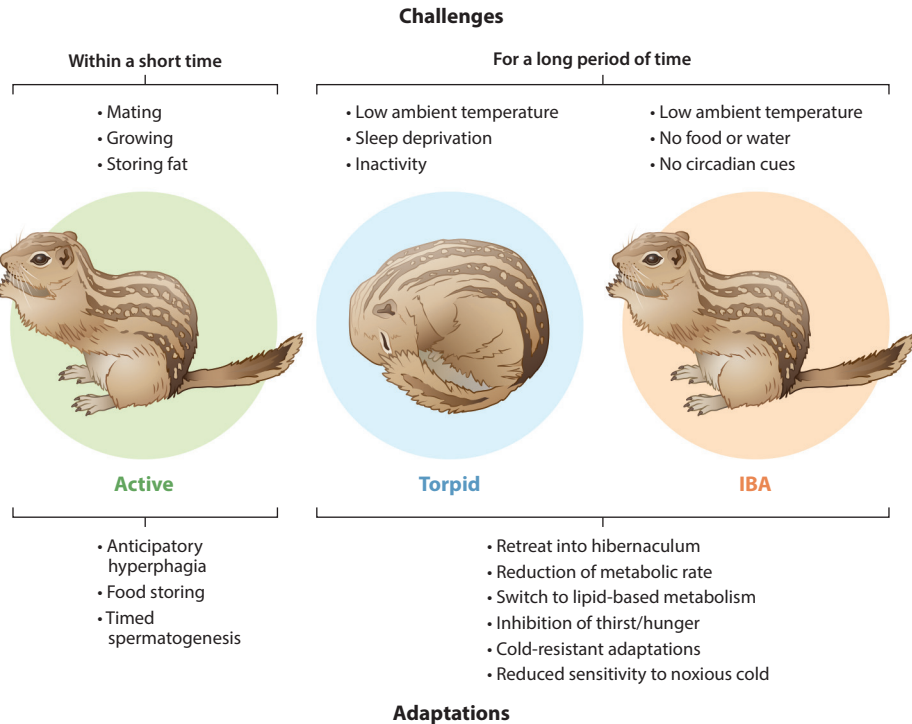 Challenges
Within a short time
For a long period of time
• Mating
• Growing
• Storing fat
• Low ambient temperature
• Sleep deprivation
• Inactivity
• Low ambient temperature
• No food or water
• No circadian cues
Active
Torpid
IBA
• Anticipatory
hyperphagia
• Food storing
• Timed
spermatogenesis
• Retreat into hibernaculum
• Reduction of metabolic rate
• Switch to lipid-based metabolism
• Inhibition of thirst/hunger
• Cold-resistant adaptations
• Reduced sensitivity to noxious cold
Adaptations